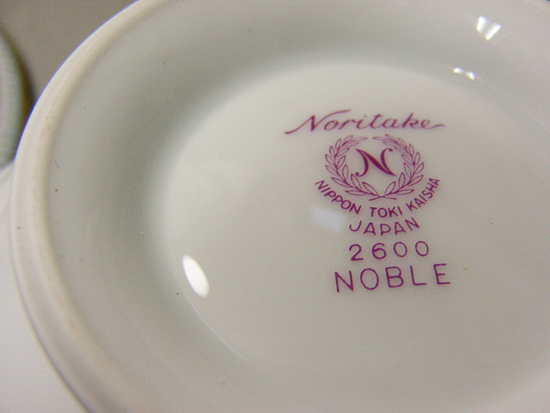 Noritake
N
NIPPON TOKI KAISHA
JAPAN
2600
NOBLE